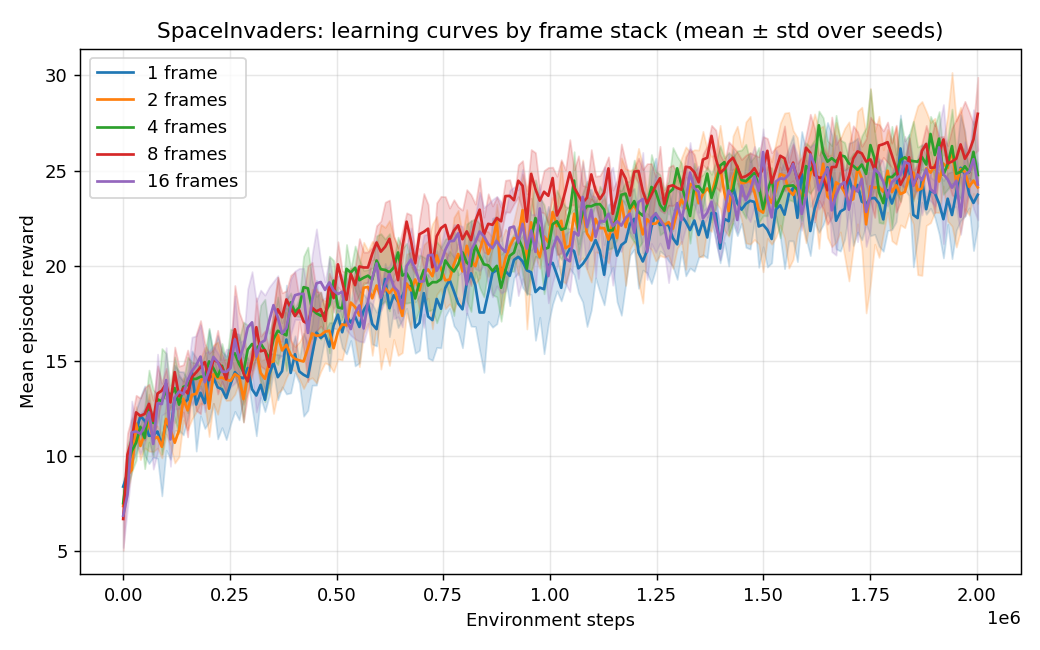 SpaceInvaders: learning curves by frame stack (mean ± std over seeds)
1 frame
2 frames
4 frames
8 frames
16 frames
Mean episode reward
30
25
20
15
10
5
0.00 0.25 0.50 0.75 1.00 1.25 1.50 1.75 2.00
1e6
Environment steps